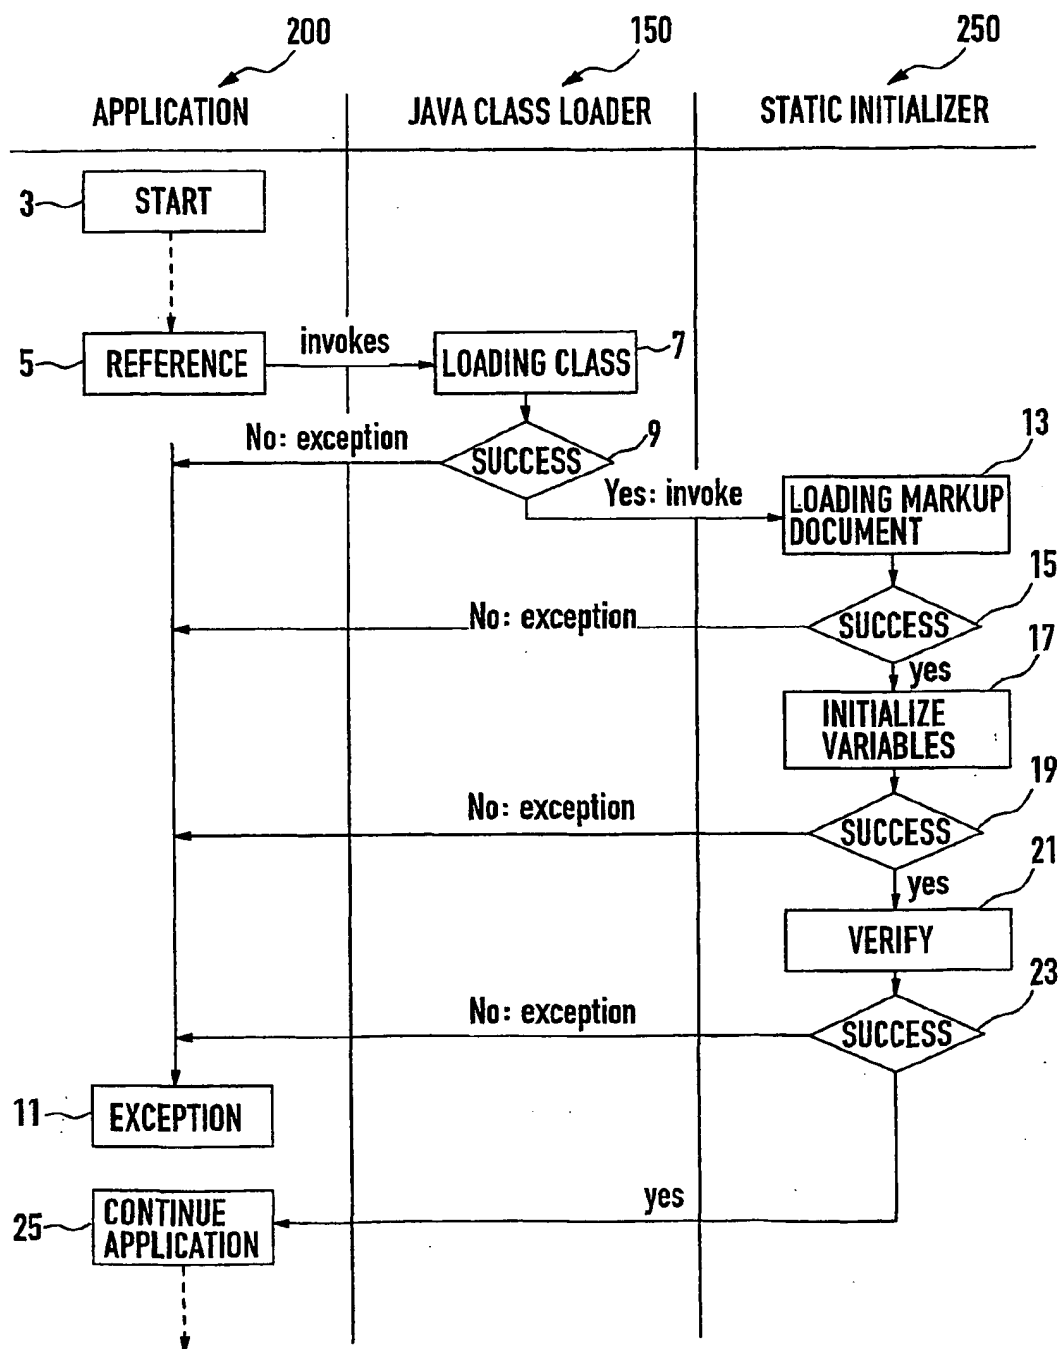 200
150
250
APPLICATION
JAVA CLASS LOADER
STATIC INITIALIZER
3
START
5
REFERENCE
invokes
LOADING CLASS
7
No: exception
SUCCESS
9
Yes: invoke
13
LOADING MARKUP
DOCUMENT
15
No: exception
SUCCESS
yes
17
INITIALIZE
VARIABLES
19
No: exception
SUCCESS
yes
21
VERIFY
23
No: exception
SUCCESS
11
EXCEPTION
yes
25
CONTINUE
APPLICATION